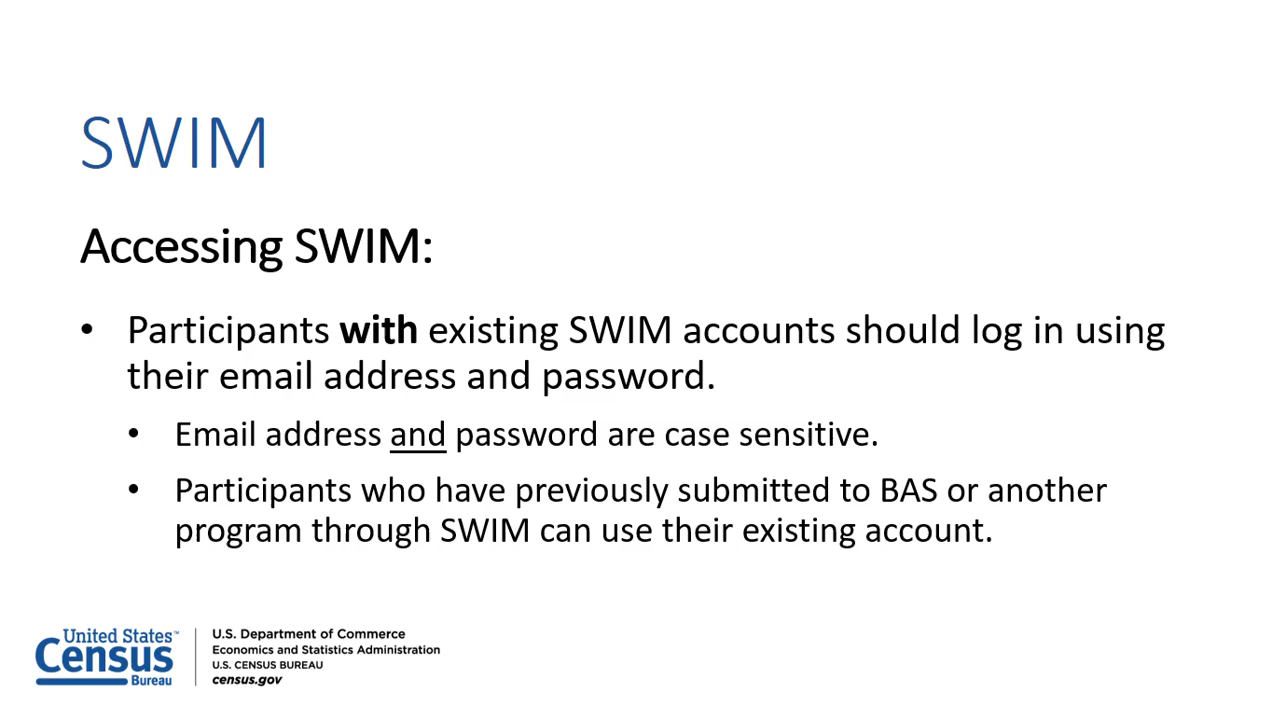 SWIM
Accessing SWIM:
• Participants with existing SWIM accounts should log in using
their email address and password.
• Email address and password are case sensitive.
• Participants who have previously submitted to BAS or another
program through SWIM can use their existing account.
United States™
Census
Bureau
U.S. Department of Commerce
Economics and Statistics Administration
U.S. CENSUS BUREAU
census.gov